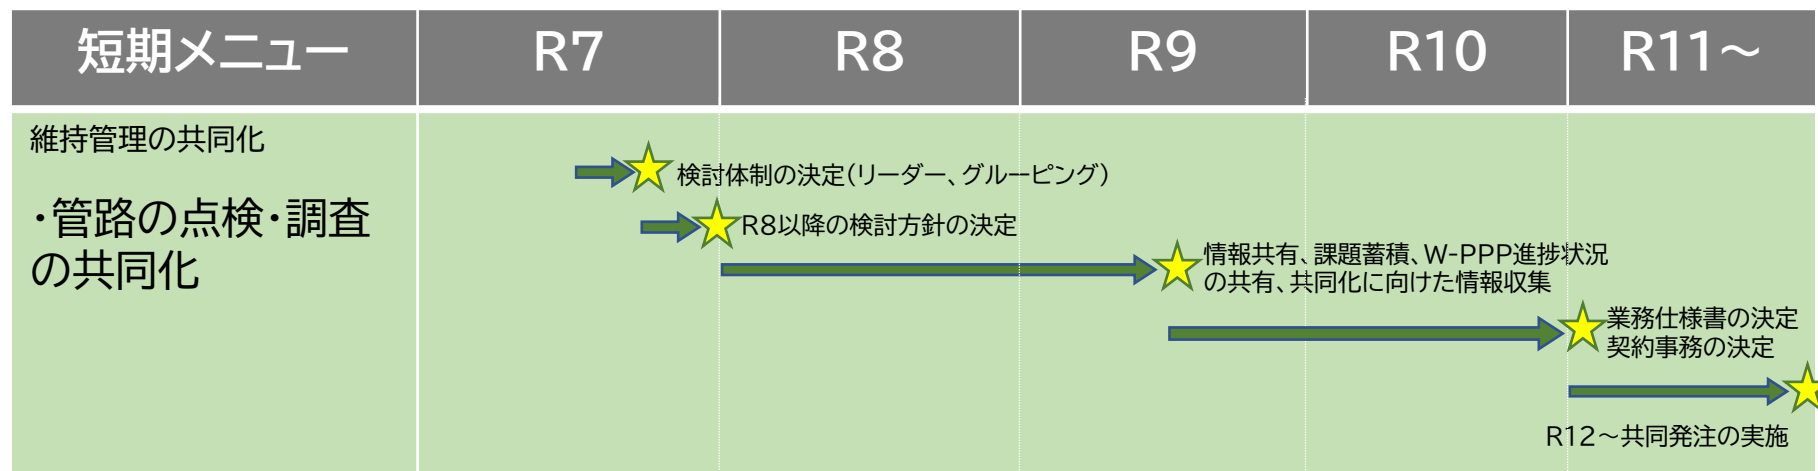 短期メニュー
R7
R8
R9
R10
R11～
維持管理の共同化
・管路の点検・調査
の共同化
検討体制の決定(リーダー、グルーピング)
R8以降の検討方針の決定
情報共有、課題蓄積、W-PPP進捗状況
の共有、共同化に向けた情報収集
業務仕様書の決定
契約事務の決定
R12～共同発注の実施